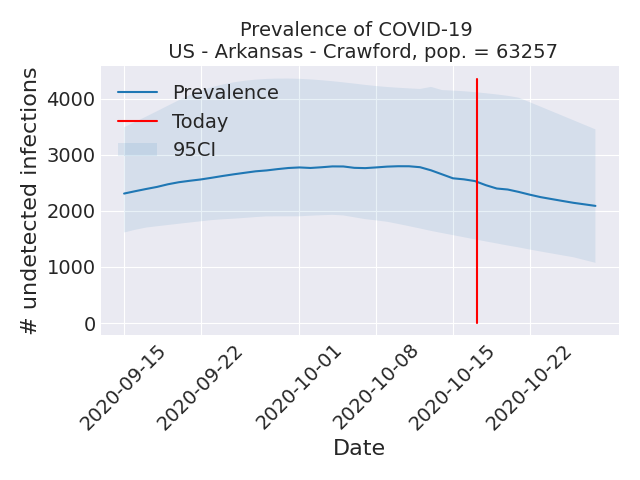 Prevalence of COVID-19
US - Arkansas - Crawford, pop. = 63257
# undetected infections
4000
3000
2000
1000
0
Prevalence
Today
95CI
2020-09-15
2020-09-22
2020-10-01
2020-10-08
2020-10-15
2020-10-22
Date